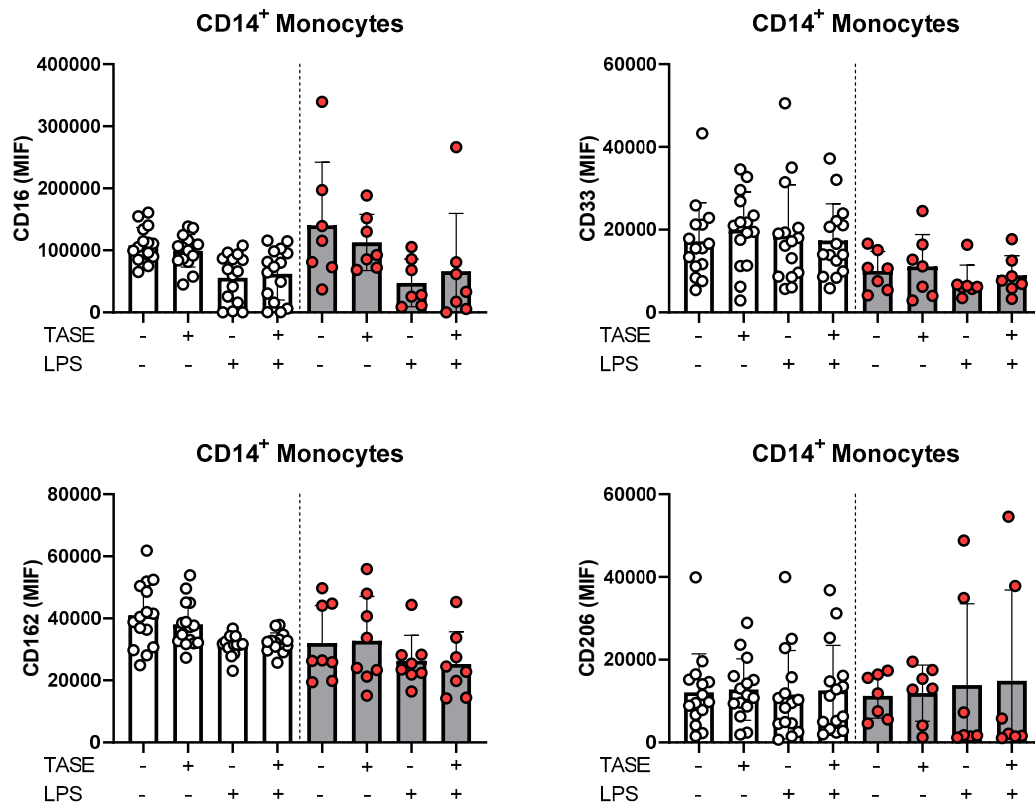 CD14⁺ Monocytes
CD16 (MIF)
400000
300000
200000
100000
0
TASE - + - + - + - +
LPS - - + + - - + +
CD14⁺ Monocytes
CD33 (MIF)
60000
40000
20000
0
TASE - + - + - + - +
LPS - - + + - - + +
CD14⁺ Monocytes
CD162 (MIF)
80000
60000
40000
20000
0
TASE - + - + - + - +
LPS - - + + - - + +
CD14⁺ Monocytes
CD206 (MIF)
60000
40000
20000
0
TASE - + - + - + - +
LPS - - + + - - + +